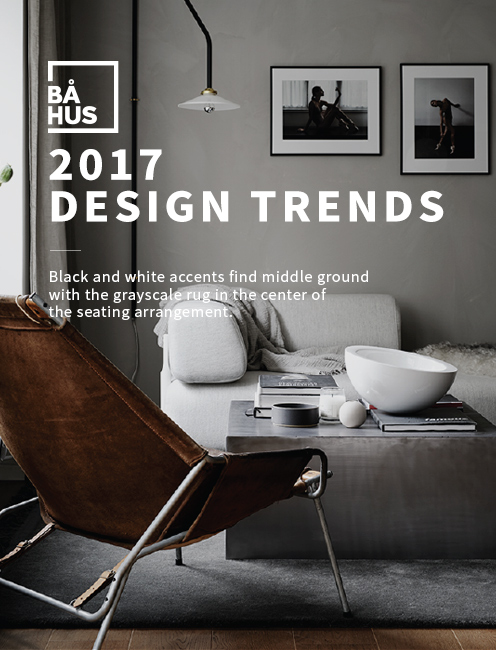 BÅ
HUS
2017
DESIGN TRENDS
Black and white accents find middle ground
with the grayscale rug in the center of
the seating arrangement.